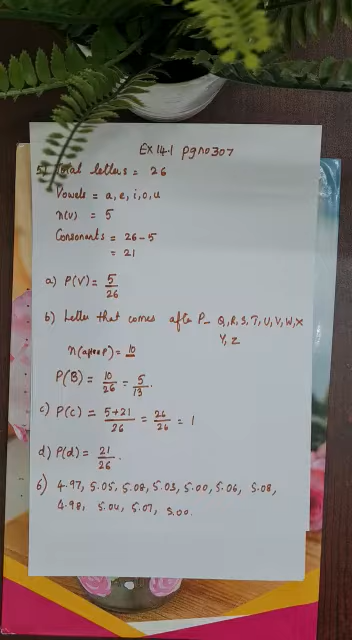 Ex 14.1 pg no 307
5) Total letters = 26
Vowels = a, e, i, o, u
n(v) = 5
Consonants = 26 - 5
= 21
a) P(V) = 5/26
b) Letter that comes after P - Q, R, S, T, U, V, W, X
Y, Z
n(after P) = 10
P(B) = 10/26 = 5/13.
c) P(c) = 5+21/26 = 26/26 = 1
d) P(d) = 21/26.
6) 4.97, 5.05, 5.08, 5.03, 5.00, 5.06, 5.08,
4.98, 5.04, 5.07, 5.00.